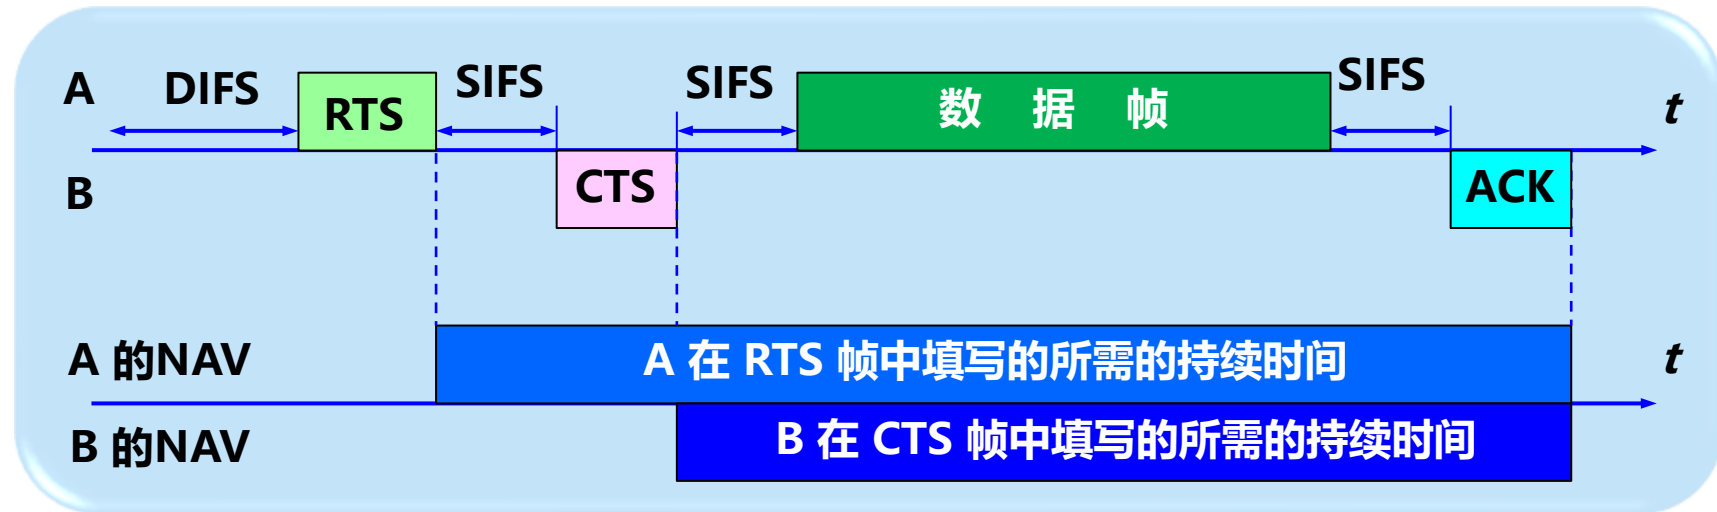 A DIFS RTS SIFS SIFS 数 据 帧 SIFS t
B CTS ACK
A 的NAV A 在 RTS 帧中填写的所需的持续时间 t
B 的NAV B 在 CTS 帧中填写的所需的持续时间